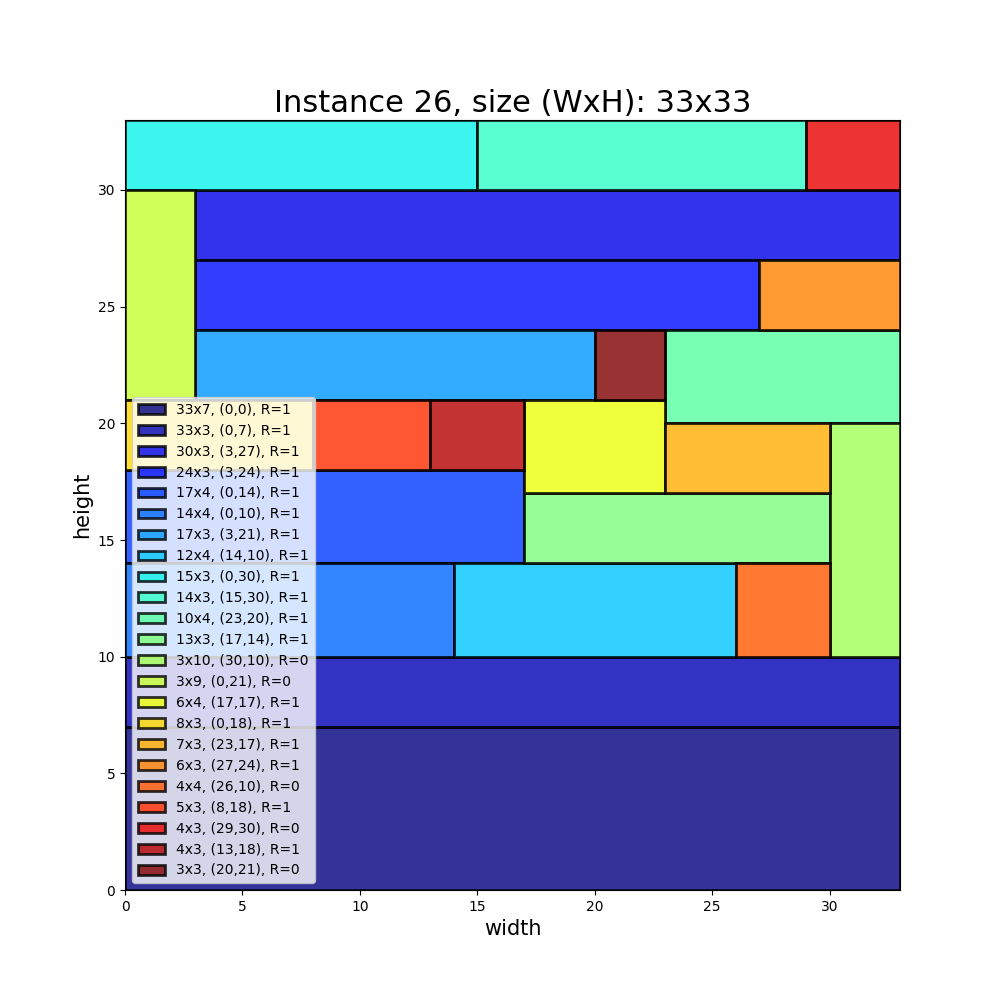 Instance 26, size (WxH): 33x33
height
30
25
20
15
10
5
0
33x7, (0,0), R=1
33x3, (0,7), R=1
30x3, (3,27), R=1
24x3, (3,24), R=1
17x4, (0,14), R=1
14x4, (0,10), R=1
17x3, (3,21), R=1
12x4, (14,10), R=1
15x3, (0,30), R=1
14x3, (15,30), R=1
10x4, (23,20), R=1
13x3, (17,14), R=1
3x10, (30,10), R=0
3x9, (0,21), R=0
6x4, (17,17), R=1
8x3, (0,18), R=1
7x3, (23,17), R=1
6x3, (27,24), R=1
4x4, (26,10), R=0
5x3, (8,18), R=1
4x3, (29,30), R=0
4x3, (13,18), R=1
3x3, (20,21), R=0
0 5 10 15 20 25 30
width